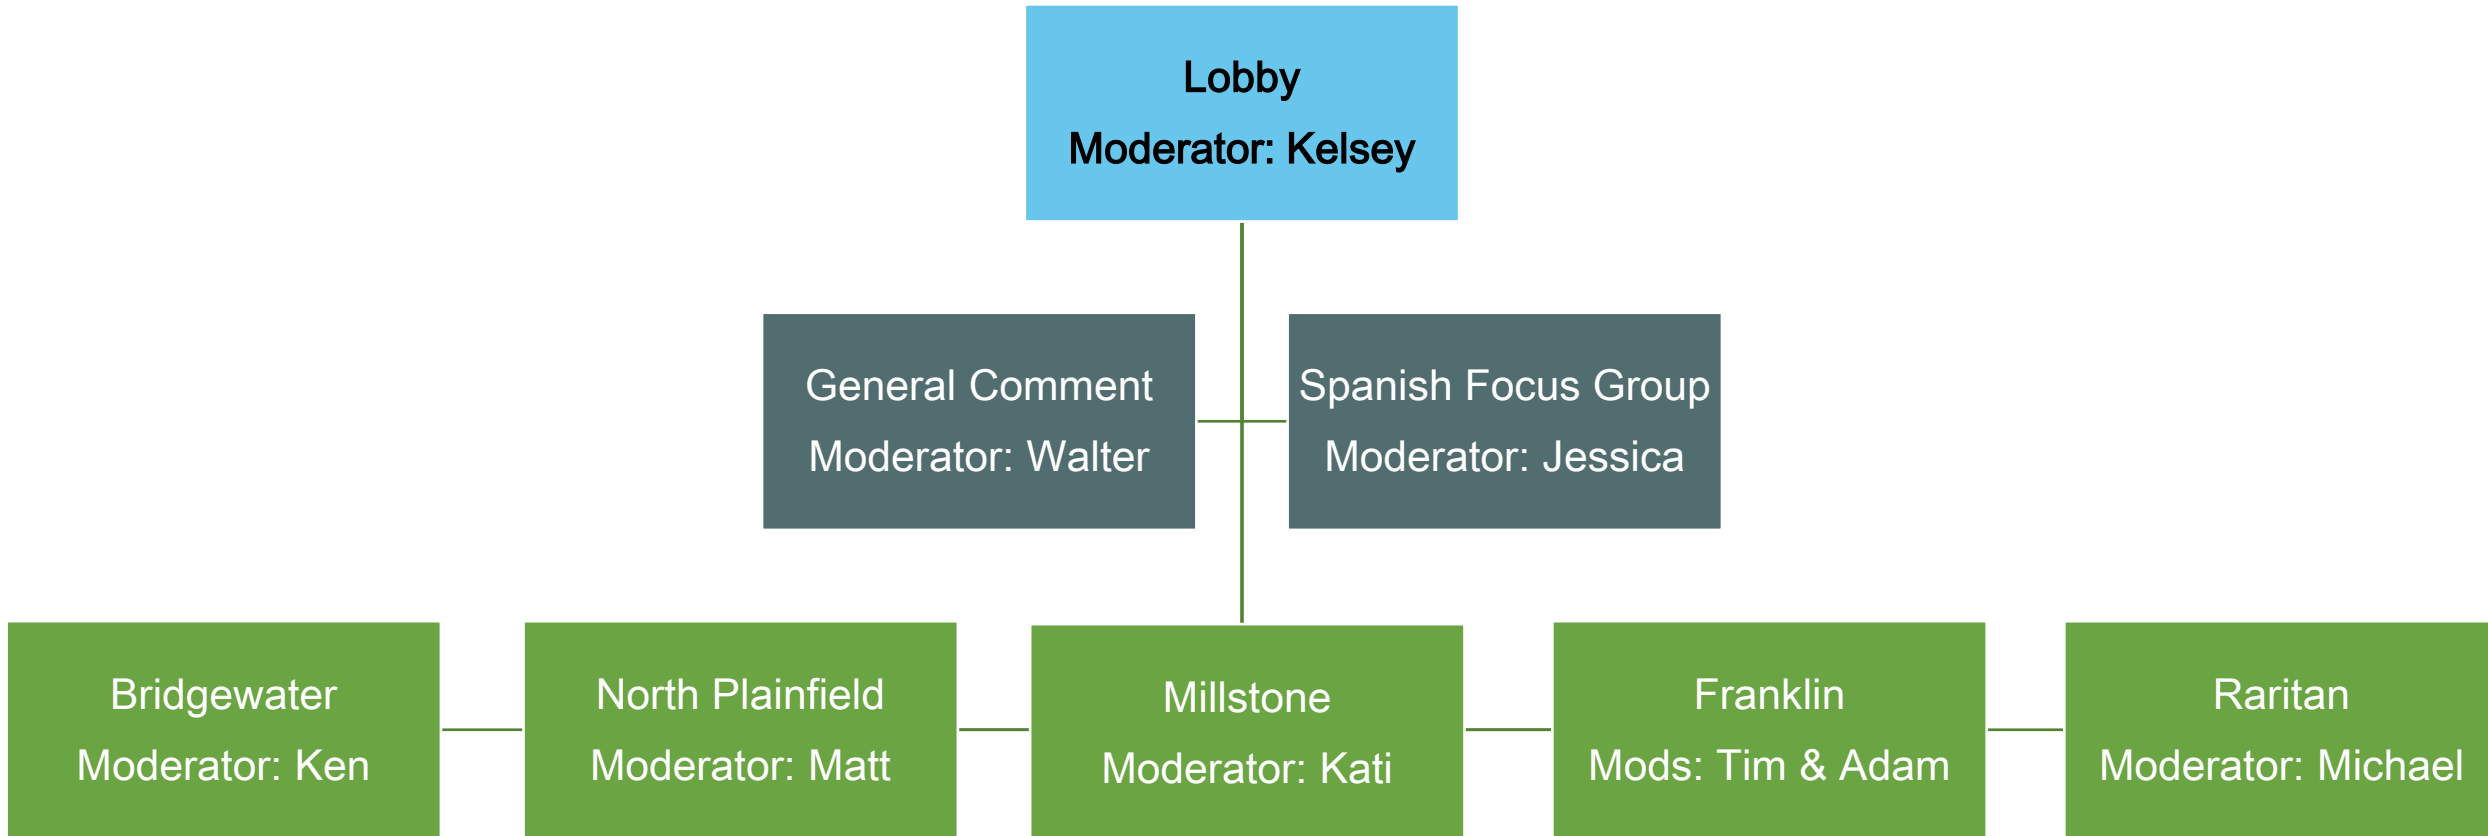 Lobby
Moderator: Kelsey
General Comment
Moderator: Walter
Spanish Focus Group
Moderator: Jessica
Bridgewater
Moderator: Ken
North Plainfield
Moderator: Matt
Millstone
Moderator: Kati
Franklin
Mods: Tim & Adam
Raritan
Moderator: Michael